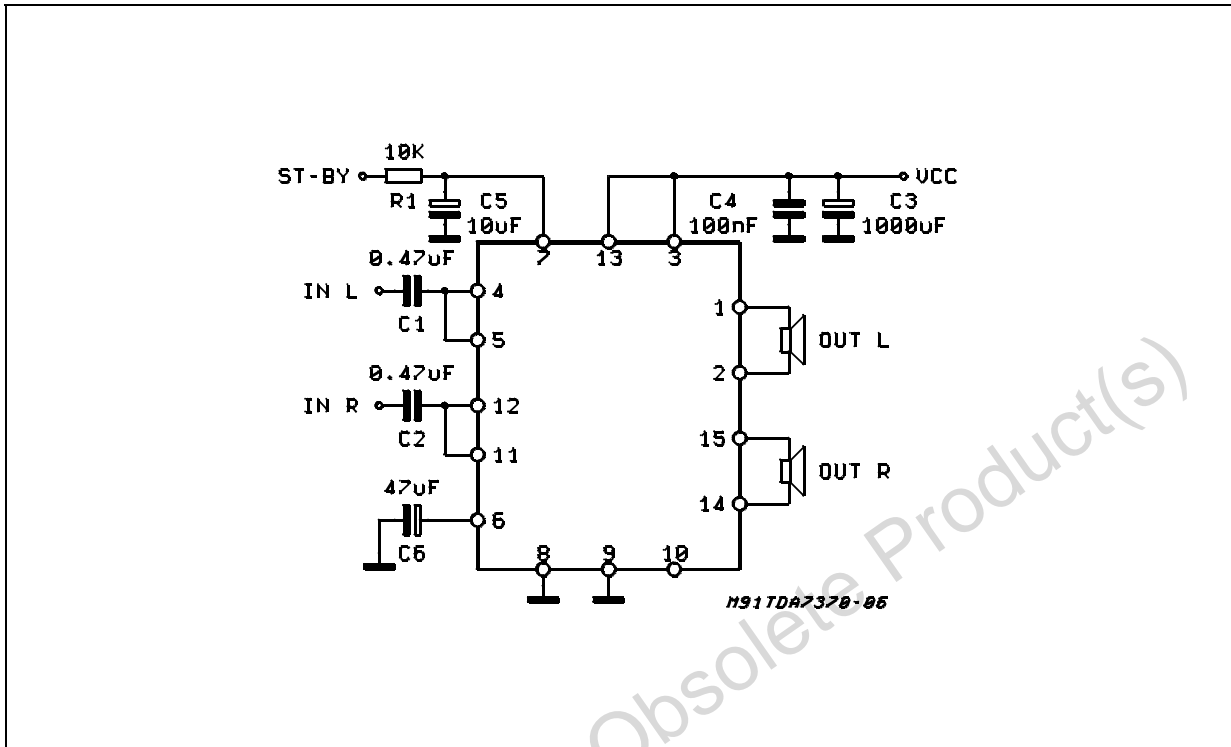 10K
ST-BY
VCC
R1
C5
10uF
C4
100nF
C3
1000uF
7
13
3
0.47uF
IN L
4
C1
5
1
OUT L
2
0.47uF
IN R
12
C2
11
15
OUT R
14
47uF
6
C6
8
9
10
M91TDA7370-06
Obsolete Product(s)